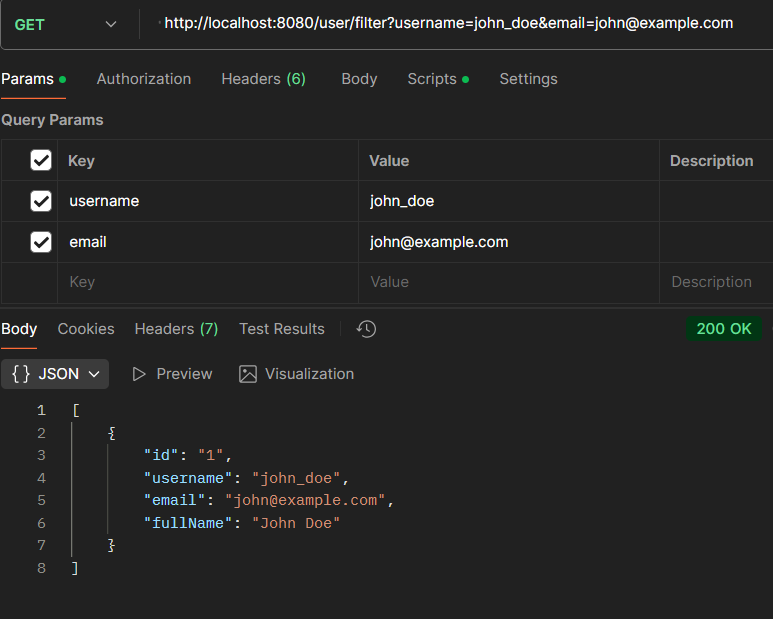 GET http://localhost:8080/user/filter?username=john_doe&email=john@example.com
Params Authorization Headers (6) Body Scripts Settings
Query Params
Key Value Description
username john_doe
email john@example.com
Key Value Description
Body Cookies Headers (7) Test Results 200 OK
{} JSON Preview Visualization
1 [
2 {
3 "id": "1",
4 "username": "john_doe",
5 "email": "john@example.com",
6 "fullName": "John Doe"
7 }
8 ]